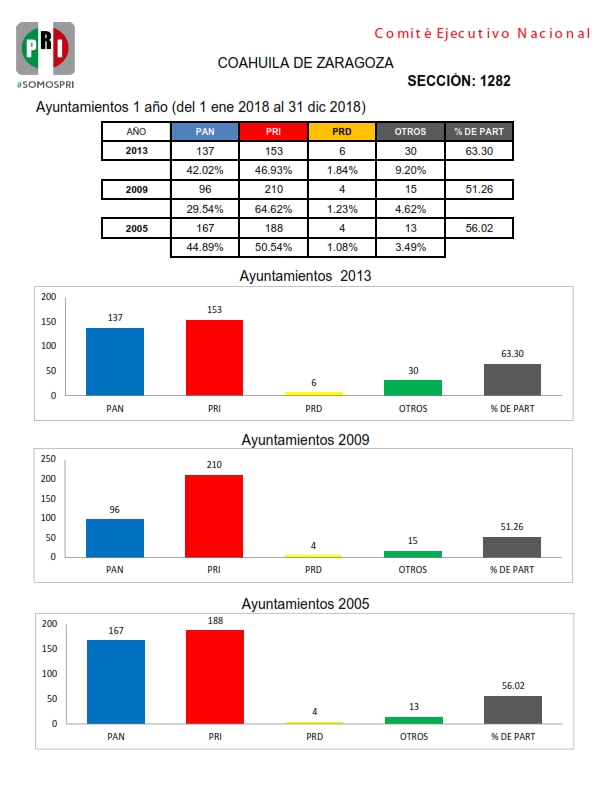 Comité Ejecutivo Nacional
PRI
#SOMOSPRI
COAHUILA DE ZARAGOZA
SECCIÓN: 1282
Ayuntamientos 1 año (del 1 ene 2018 al 31 dic 2018)
AÑO PAN PRI PRD OTROS % DE PART
2013 137 153 6 30 63.30
42.02% 46.93% 1.84% 9.20%
2009 96 210 4 15 51.26
29.54% 64.62% 1.23% 4.62%
2005 167 188 4 13 56.02
44.89% 50.54% 1.08% 3.49%
Ayuntamientos  2013
200
150
100
50
0
137
153
6
30
63.30
PAN PRI PRD OTROS % DE PART
Ayuntamientos 2009
250
200
150
100
50
0
96
210
4
15
51.26
PAN PRI PRD OTROS % DE PART
Ayuntamientos 2005
200
150
100
50
0
167
188
4
13
56.02
PAN PRI PRD OTROS % DE PART